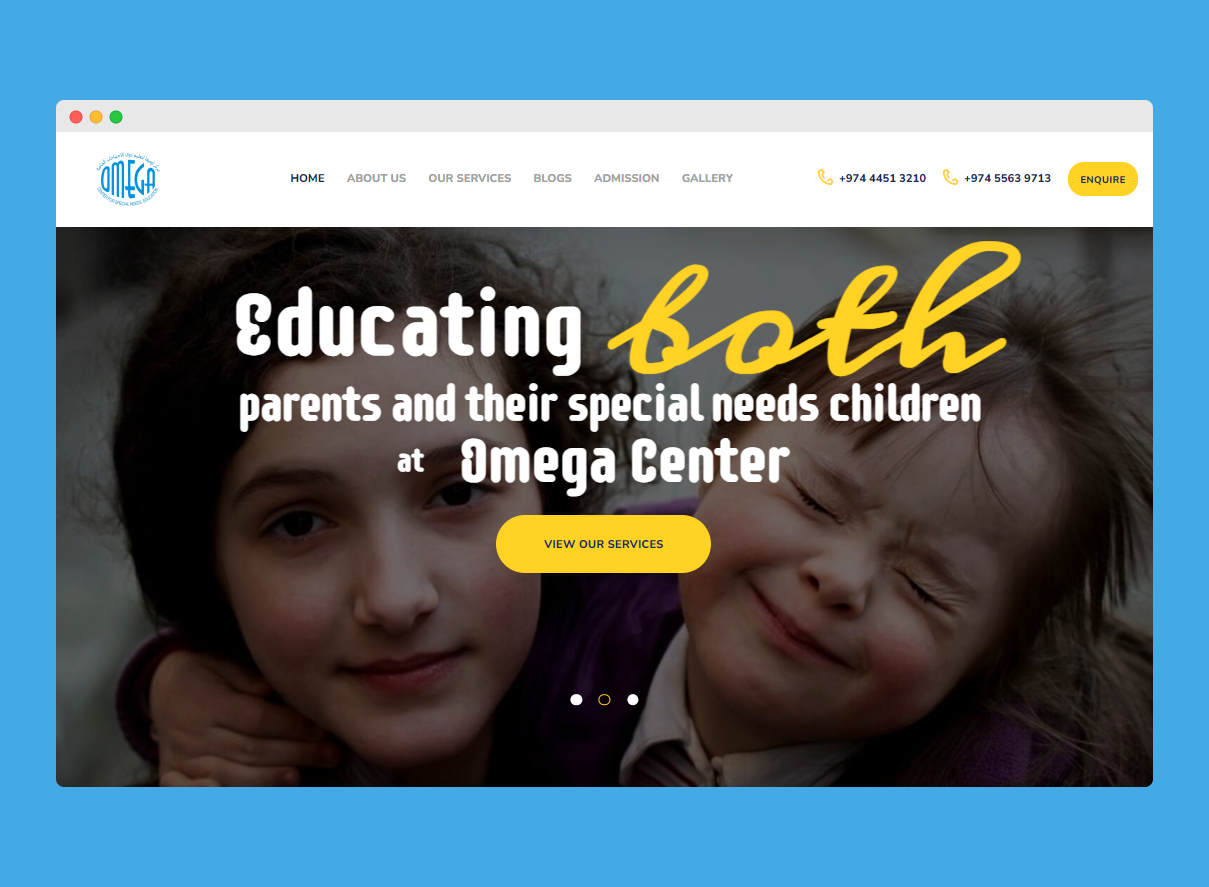 OMEGA
HOME ABOUT US OUR SERVICES BLOGS ADMISSION GALLERY +974 4451 3210 +974 5563 9713 ENQUIRE
Educating both
parents and their special needs children
at Omega Center
VIEW OUR SERVICES